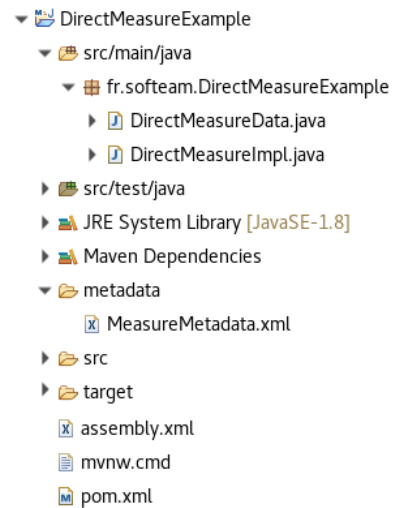 DirectMeasureExample
src/main/java
fr.softeam.DirectMeasureExample
DirectMeasureData.java
DirectMeasureImpl.java
src/test/java
JRE System Library [JavaSE-1.8]
Maven Dependencies
metadata
MeasureMetadata.xml
src
target
assembly.xml
mvnw.cmd
pom.xml